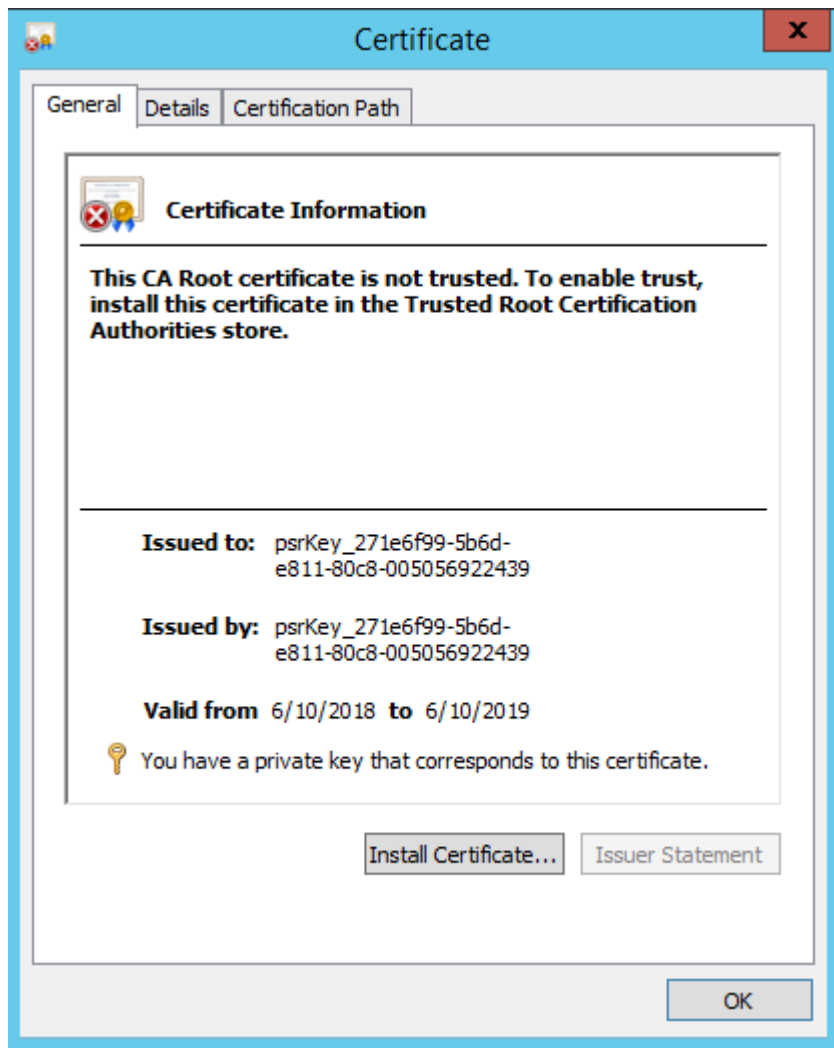 Certificate
x
General Details Certification Path
Certificate Information
This CA Root certificate is not trusted. To enable trust,
install this certificate in the Trusted Root Certification
Authorities store.
Issued to: psrKey_271e6f99-5b6d-
e811-80c8-005056922439
Issued by: psrKey_271e6f99-5b6d-
e811-80c8-005056922439
Valid from 6/10/2018 to 6/10/2019
You have a private key that corresponds to this certificate.
Install Certificate... Issuer Statement
OK